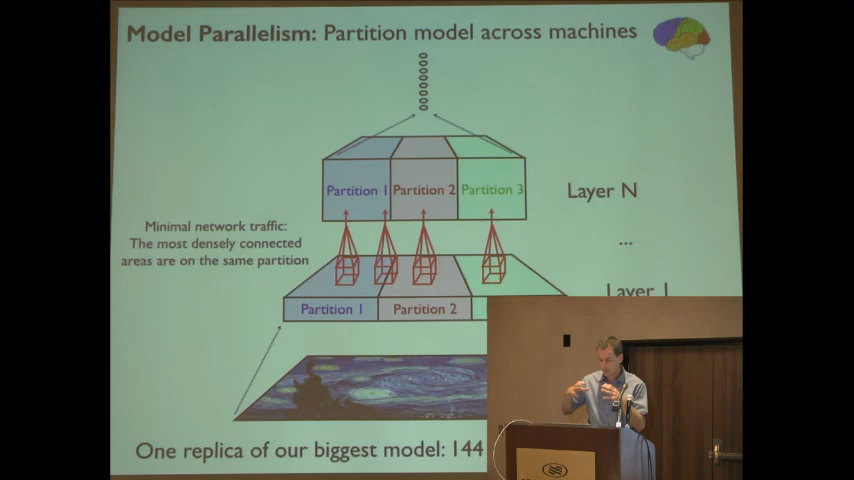 Model Parallelism: Partition model across machines
Partition 1
Partition 2
Partition 3
Layer N
Minimal network traffic:
The most densely connected
areas are on the same partition
...
Layer 1
Partition 1
Partition 2
One replica of our biggest model: 144